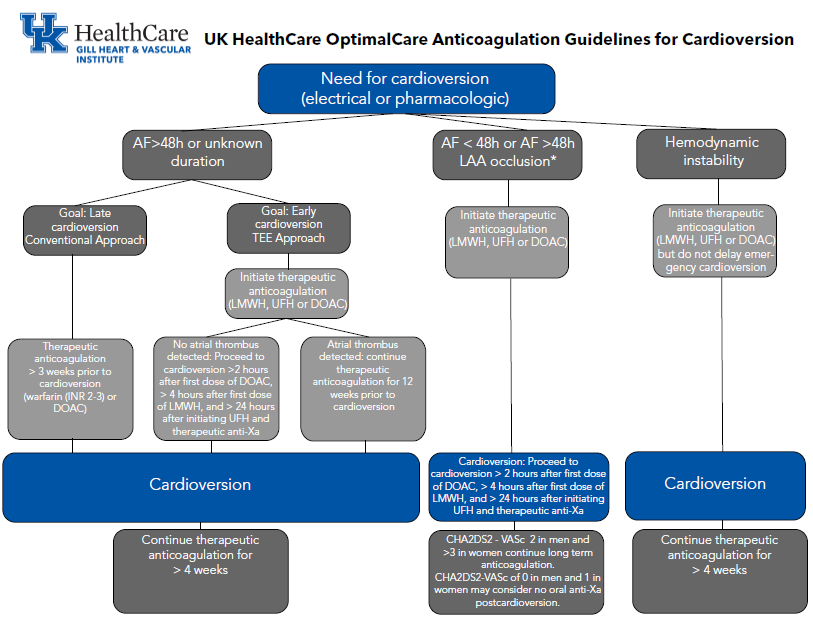 UK HealthCare
GILL HEART & VASCULAR
INSTITUTE
UK HealthCare OptimalCare Anticoagulation Guidelines for Cardioversion
Need for cardioversion
(electrical or pharmacologic)
AF>48h or unknown
duration
AF < 48h or AF >48h
LAA occlusion*
Hemodynamic
instability
Goal: Late
cardioversion
Conventional Approach
Goal: Early
cardioversion
TEE Approach
Initiate therapeutic
anticoagulation
(LMWH, UFH or DOAC)
Initiate therapeutic
anticoagulation
(LMWH, UFH or DOAC)
but do not delay emer-
gency cardioversion
Initiate therapeutic
anticoagulation
(LMWH, UFH or DOAC)
Therapeutic
anticoagulation
> 3 weeks prior to
cardioversion
(warfarin (INR 2-3) or
DOAC)
No atrial thrombus
detected: Proceed to
cardioversion >2 hours
after first dose of DOAC,
> 4 hours after first dose
of LMWH, and > 24 hours
after initiating UFH and
therapeutic anti-Xa
Atrial thrombus
detected: continue
therapeutic
anticoagulation for 12
weeks prior to
cardioversion
Cardioversion
Cardioversion: Proceed to
cardioversion > 2 hours after first dose
of DOAC, > 4 hours after first dose of
LMWH, and > 24 hours after initiating
UFH and therapeutic anti-Xa
Cardioversion
Continue therapeutic
anticoagulation for
> 4 weeks
CHA2DS2 - VASc 2 in men and
>3 in women continue long term
anticoagulation.
CHA2DS2-VASc of 0 in men and 1 in
women may consider no oral anti-Xa
postcardioversion.
Continue therapeutic
anticoagulation for
> 4 weeks